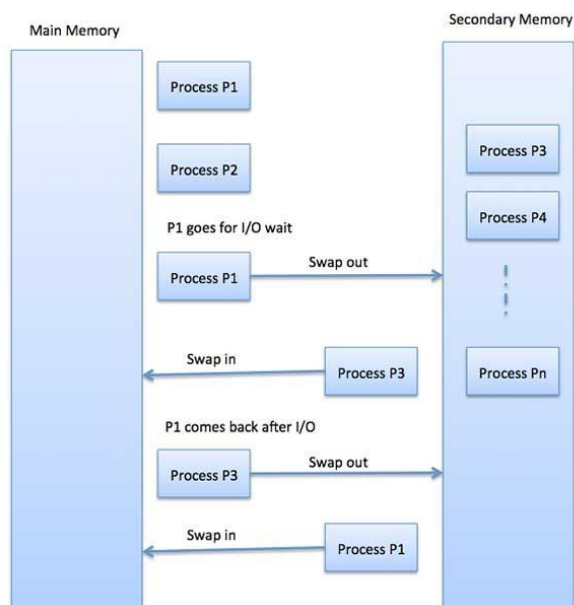 Main Memory
Secondary Memory
Process P1
Process P2
Process P3
Process P4
P1 goes for I/O wait
Process P1
Swap out
Swap in
Process P3
Process Pn
P1 comes back after I/O
Process P3
Swap out
Swap in
Process P1